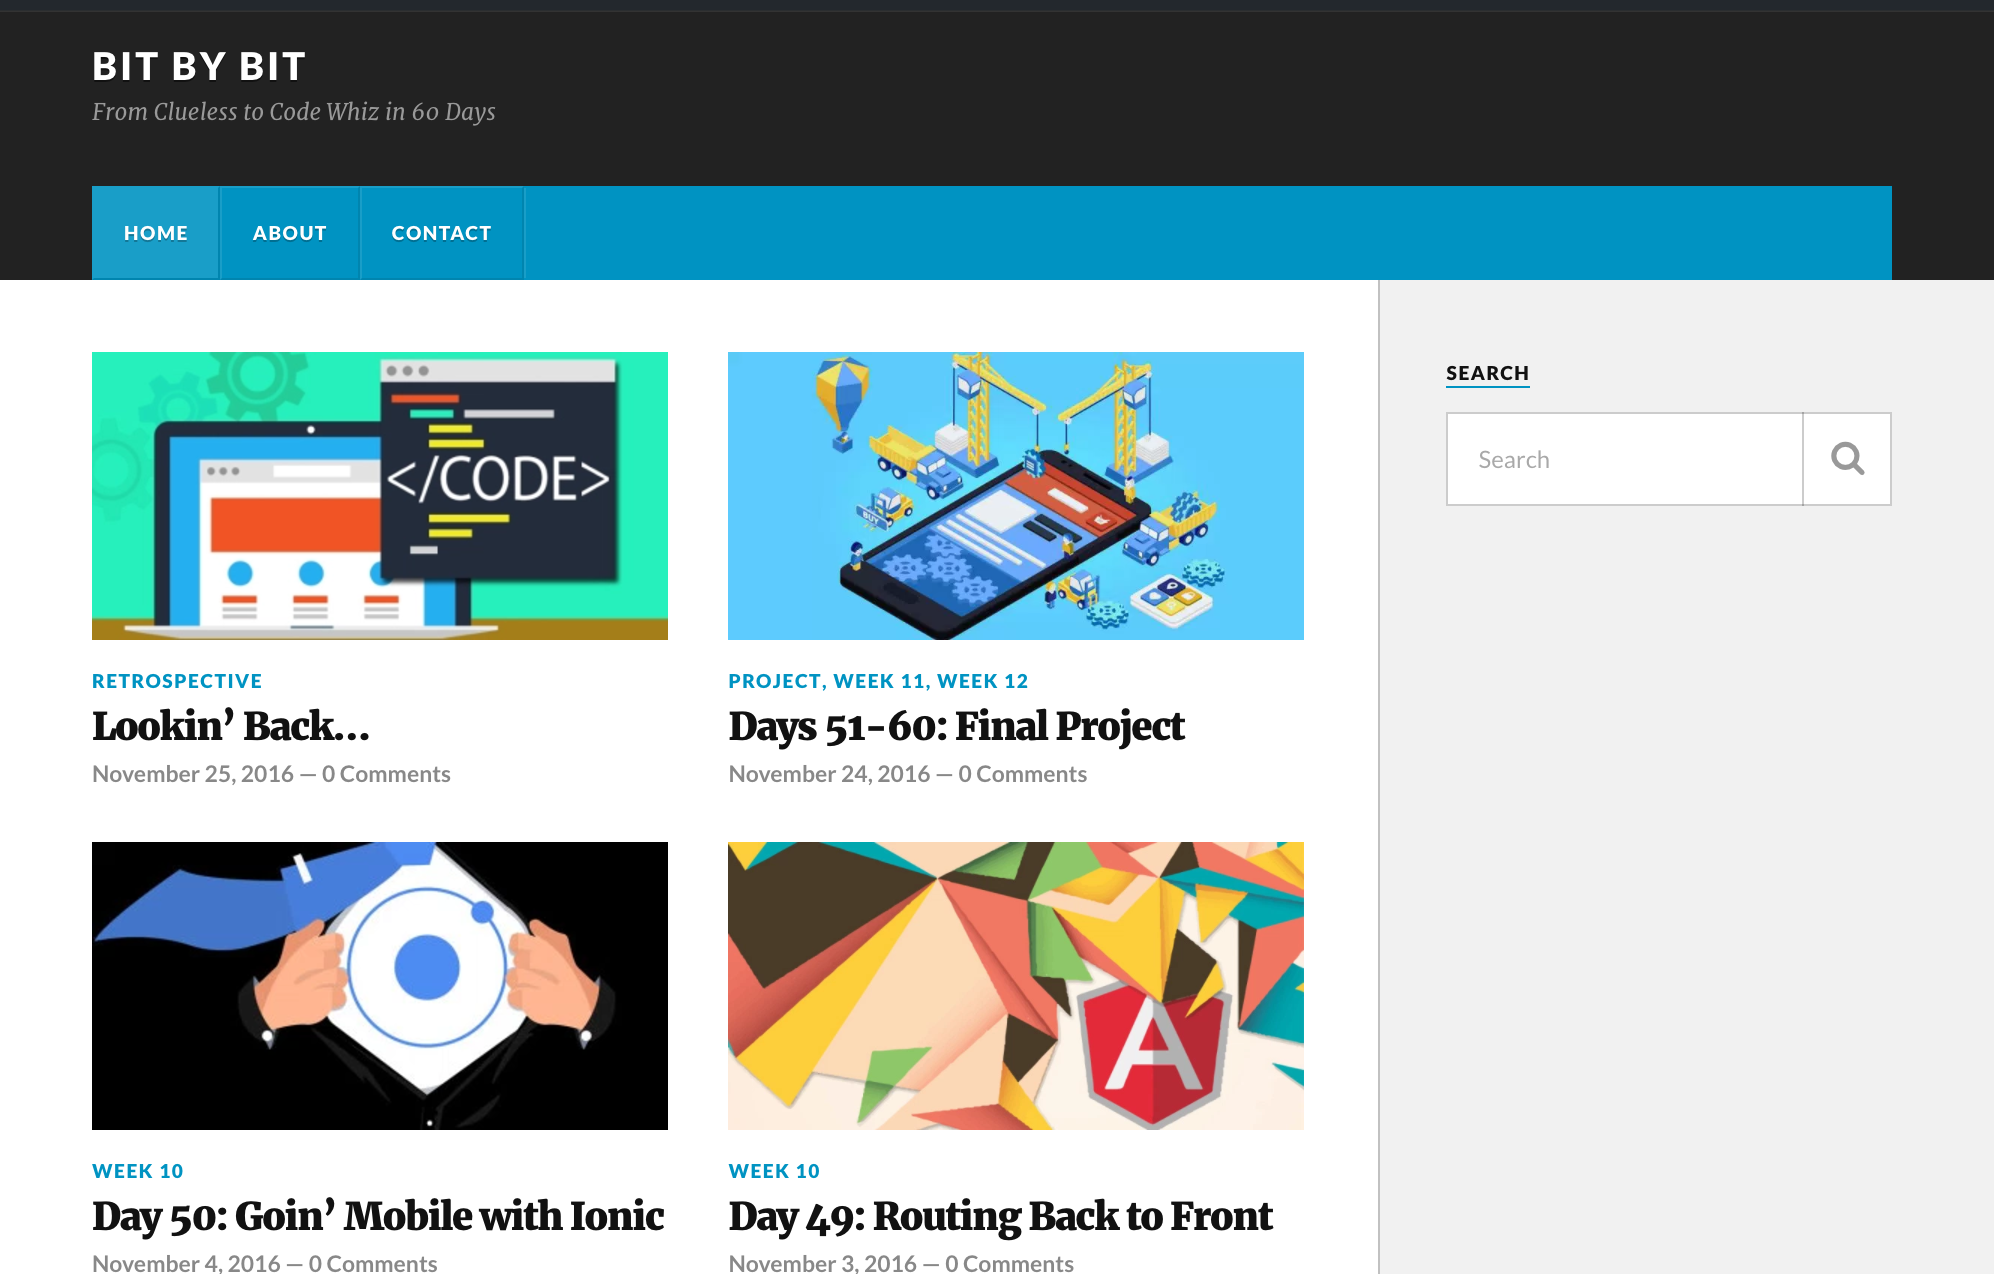 BIT BY BIT
From Clueless to Code Whiz in 60 Days
HOME
ABOUT
CONTACT
</CODE>
BUY
SEARCH
Search
RETROSPECTIVE
Lookin’ Back…
November 25, 2016 — 0 Comments
PROJECT, WEEK 11, WEEK 12
Days 51-60: Final Project
November 24, 2016 — 0 Comments
A
WEEK 10
Day 50: Goin’ Mobile with Ionic
November 4, 2016 — 0 Comments
WEEK 10
Day 49: Routing Back to Front
November 3, 2016 — 0 Comments